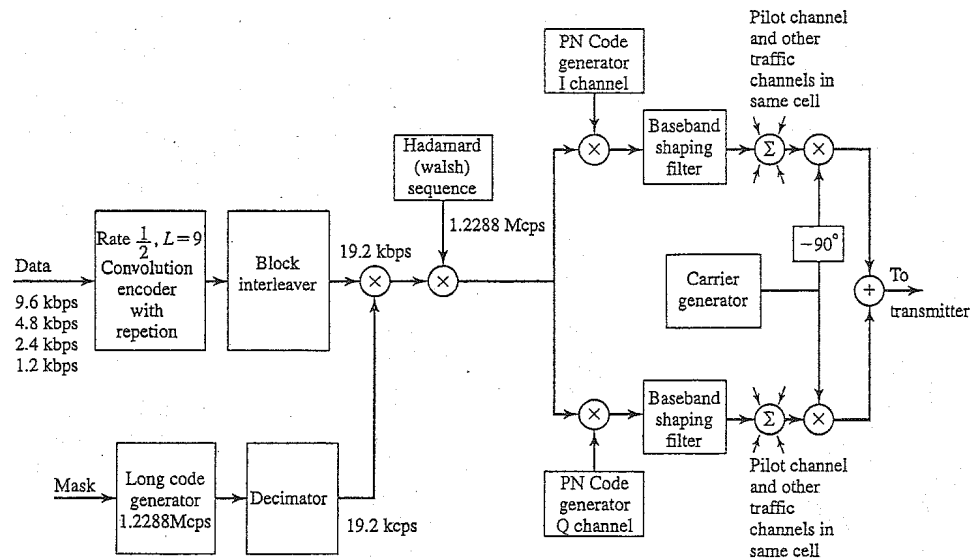 Pilot channel
and other
traffic
channels in
same cell
PN Code
generator
I channel
Baseband
shaping
filter
Σ
×
×
Hadamard
(walsh)
sequence
1.2288 Mcps
Rate 1/2, L=9
Convolution
encoder
with
repetion
Block
interleaver
19.2 kbps
×
×
Data
9.6 kbps
4.8 kbps
2.4 kbps
1.2 kbps
Carrier
generator
−90°
+
To
transmitter
Mask
Long code
generator
1.2288Mcps
Decimator
19.2 kcps
×
Baseband
shaping
filter
Σ
×
PN Code
generator
Q channel
Pilot channel
and other
traffic
channels in
same cell